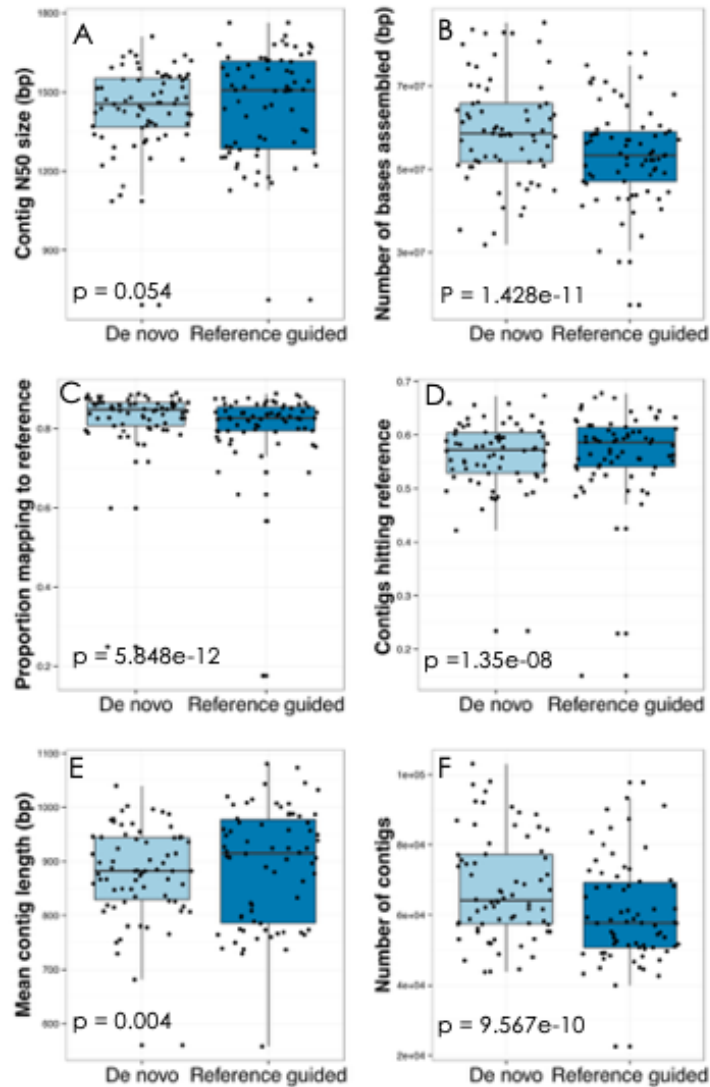 A
Contig N50 size (bp)
1800
1500
1200
900
p = 0.054
De novo Reference guided
B
Number of bases assembled (bp)
7e+07
5e+07
3e+07
P = 1.428e-11
De novo Reference guided
C
Proportion mapping to reference
0.8
0.6
0.4
0.2
p = 5.848e-12
De novo Reference guided
D
Contigs hitting reference
0.7
0.6
0.5
0.4
0.3
0.2
p =1.35e-08
De novo Reference guided
E
Mean contig length (bp)
1100
1000
900
800
700
600
p = 0.004
De novo Reference guided
F
Number of contigs
1e+05
8e+04
6e+04
4e+04
2e+04
p = 9.567e-10
De novo Reference guided